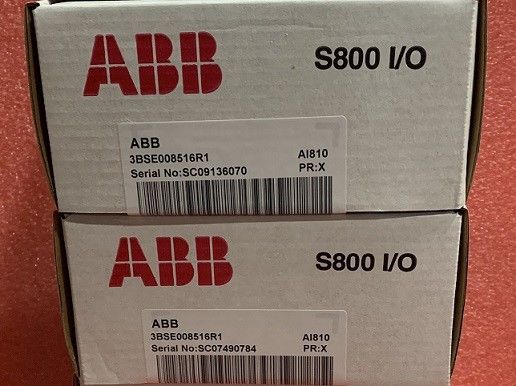 ABB S800 I/O
ABB
3BSE008516R1 AI810
Serial No:SC09136070 PR:X
ABB S800 I/O
ABB
3BSE008516R1 AI810
Serial No:SC07490784 PR:X